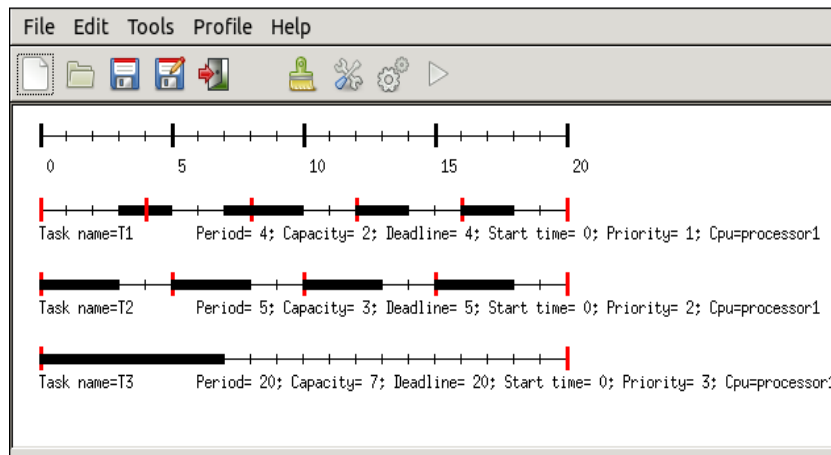 File Edit Tools Profile Help
0 5 10 15 20
Task name=T1 Period= 4; Capacity= 2; Deadline= 4; Start time= 0; Priority= 1; Cpu=processor1
Task name=T2 Period= 5; Capacity= 3; Deadline= 5; Start time= 0; Priority= 2; Cpu=processor1
Task name=T3 Period= 20; Capacity= 7; Deadline= 20; Start time= 0; Priority= 3; Cpu=processor1